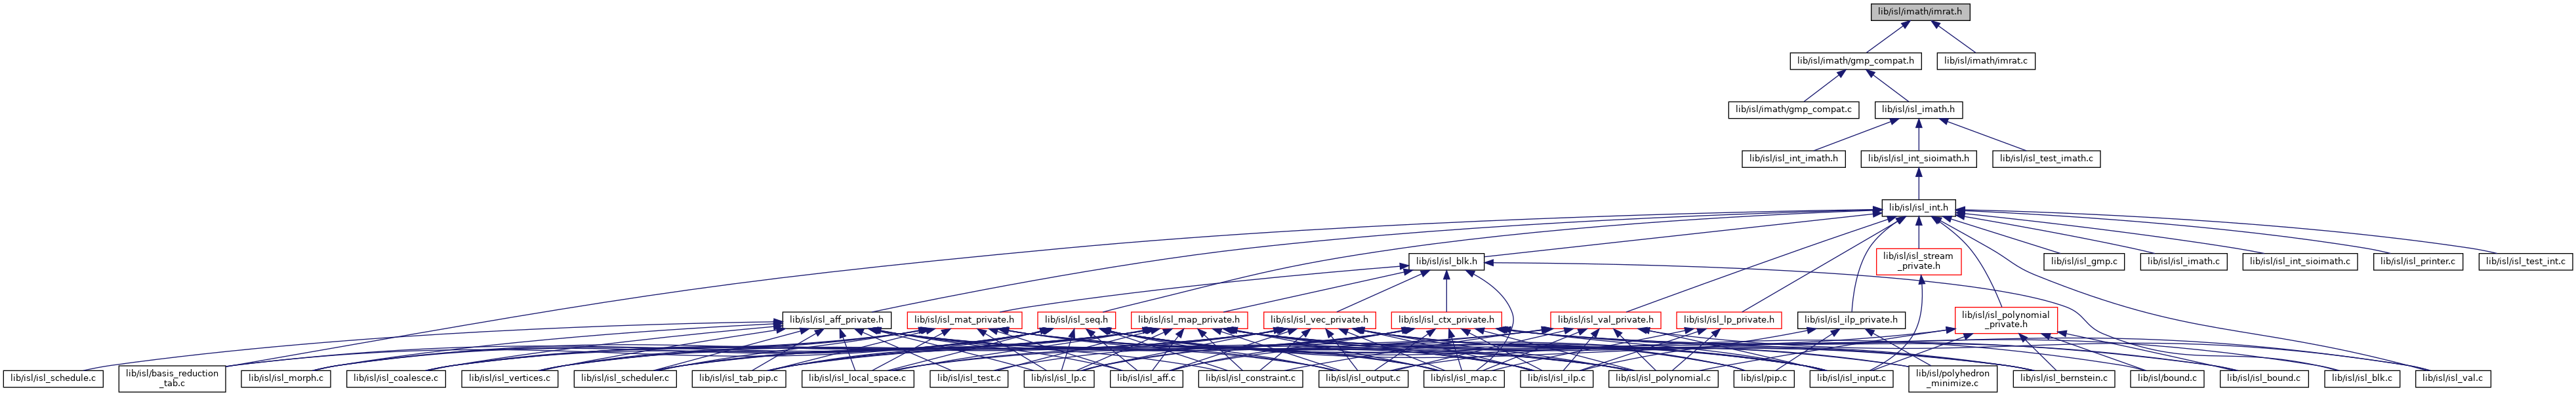 lib/isl/imath/imrat.h
lib/isl/imath/gmp_compat.h
lib/isl/imath/imrat.c
lib/isl/imath/gmp_compat.c
lib/isl/isl_imath.h
lib/isl/isl_int_imath.h
lib/isl/isl_int_sioimath.h
lib/isl/isl_test_imath.c
lib/isl/isl_int.h
lib/isl/isl_blk.h
lib/isl/isl_stream
_private.h
lib/isl/isl_gmp.c
lib/isl/isl_imath.c
lib/isl/isl_int_sioimath.c
lib/isl/isl_printer.c
lib/isl/isl_test_int.c
lib/isl/isl_aff_private.h
lib/isl/isl_mat_private.h
lib/isl/isl_seq.h
lib/isl/isl_map_private.h
lib/isl/isl_vec_private.h
lib/isl/isl_ctx_private.h
lib/isl/isl_val_private.h
lib/isl/isl_lp_private.h
lib/isl/isl_ilp_private.h
lib/isl/isl_polynomial
_private.h
lib/isl/isl_schedule.c
lib/isl/basis_reduction
_tab.c
lib/isl/isl_morph.c
lib/isl/isl_coalesce.c
lib/isl/isl_vertices.c
lib/isl/isl_scheduler.c
lib/isl/isl_tab_pip.c
lib/isl/isl_local_space.c
lib/isl/isl_test.c
lib/isl/isl_lp.c
lib/isl/isl_aff.c
lib/isl/isl_constraint.c
lib/isl/isl_output.c
lib/isl/isl_map.c
lib/isl/isl_ilp.c
lib/isl/isl_polynomial.c
lib/isl/pip.c
lib/isl/isl_input.c
lib/isl/polyhedron
_minimize.c
lib/isl/isl_bernstein.c
lib/isl/bound.c
lib/isl/isl_bound.c
lib/isl/isl_blk.c
lib/isl/isl_val.c